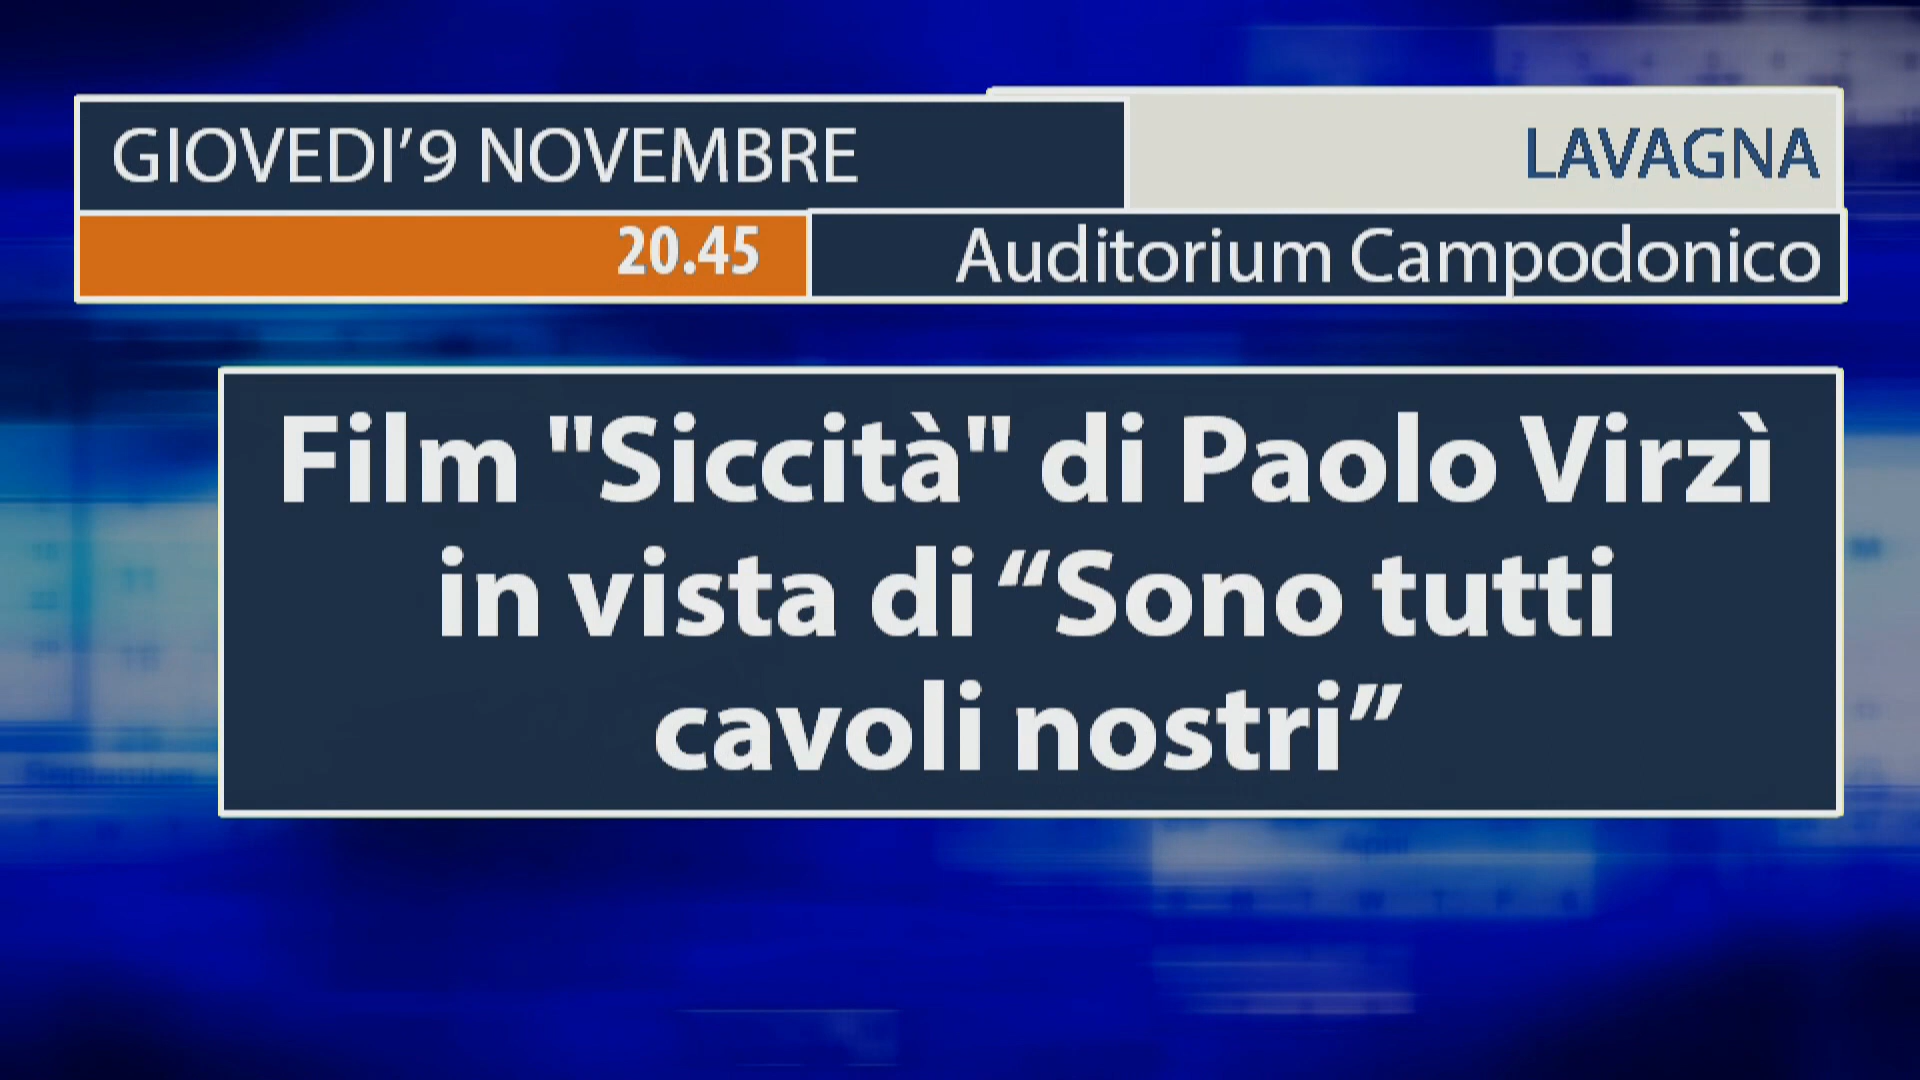 GIOVEDI’9 NOVEMBRE
LAVAGNA
20.45
Auditorium Campodonico
Film "Siccità" di Paolo Virzì
in vista di “Sono tutti
cavoli nostri”